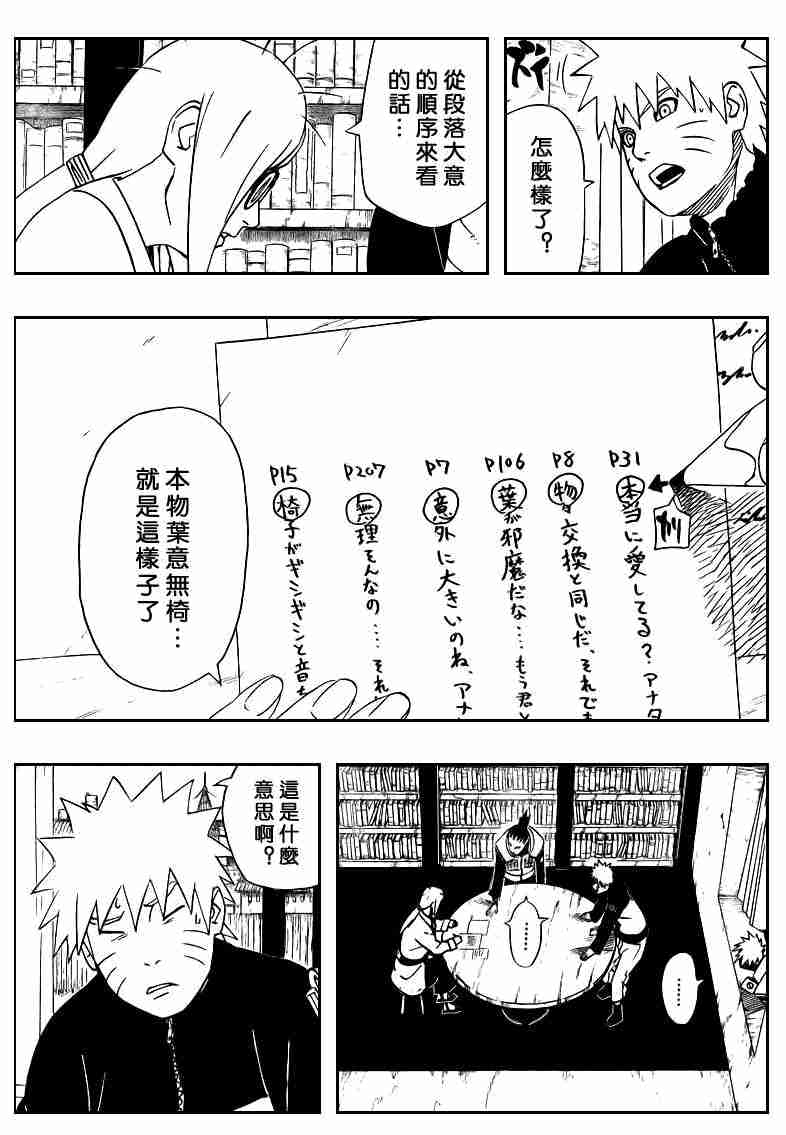 怎麼樣了？
從段落大意
的順序來看
的話…
P31
本当に愛してる？アナタ
P8
物々交換と同じだ、それでも
P106
葉が邪魔だな……もう君と
P7
意外に大きいのね、アナ
P207
無理そんなの……それ
P15
椅子がギシギシと音
本物葉意無椅…
就是這樣子了
……
……
這是什麼
意思啊？